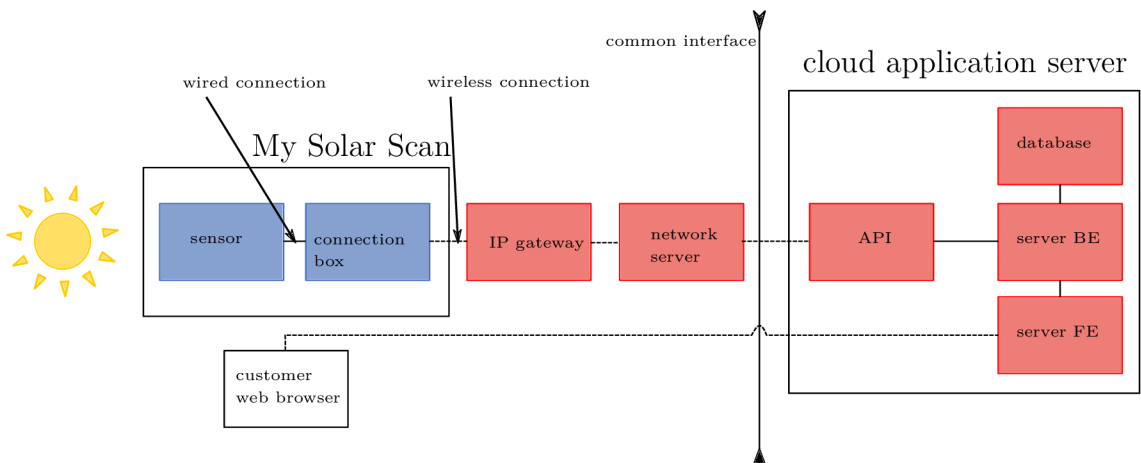 common interface
cloud application server
wired connection
wireless connection
My Solar Scan
database
sensor
connection
box
IP gateway
network
server
API
server BE
server FE
customer
web browser